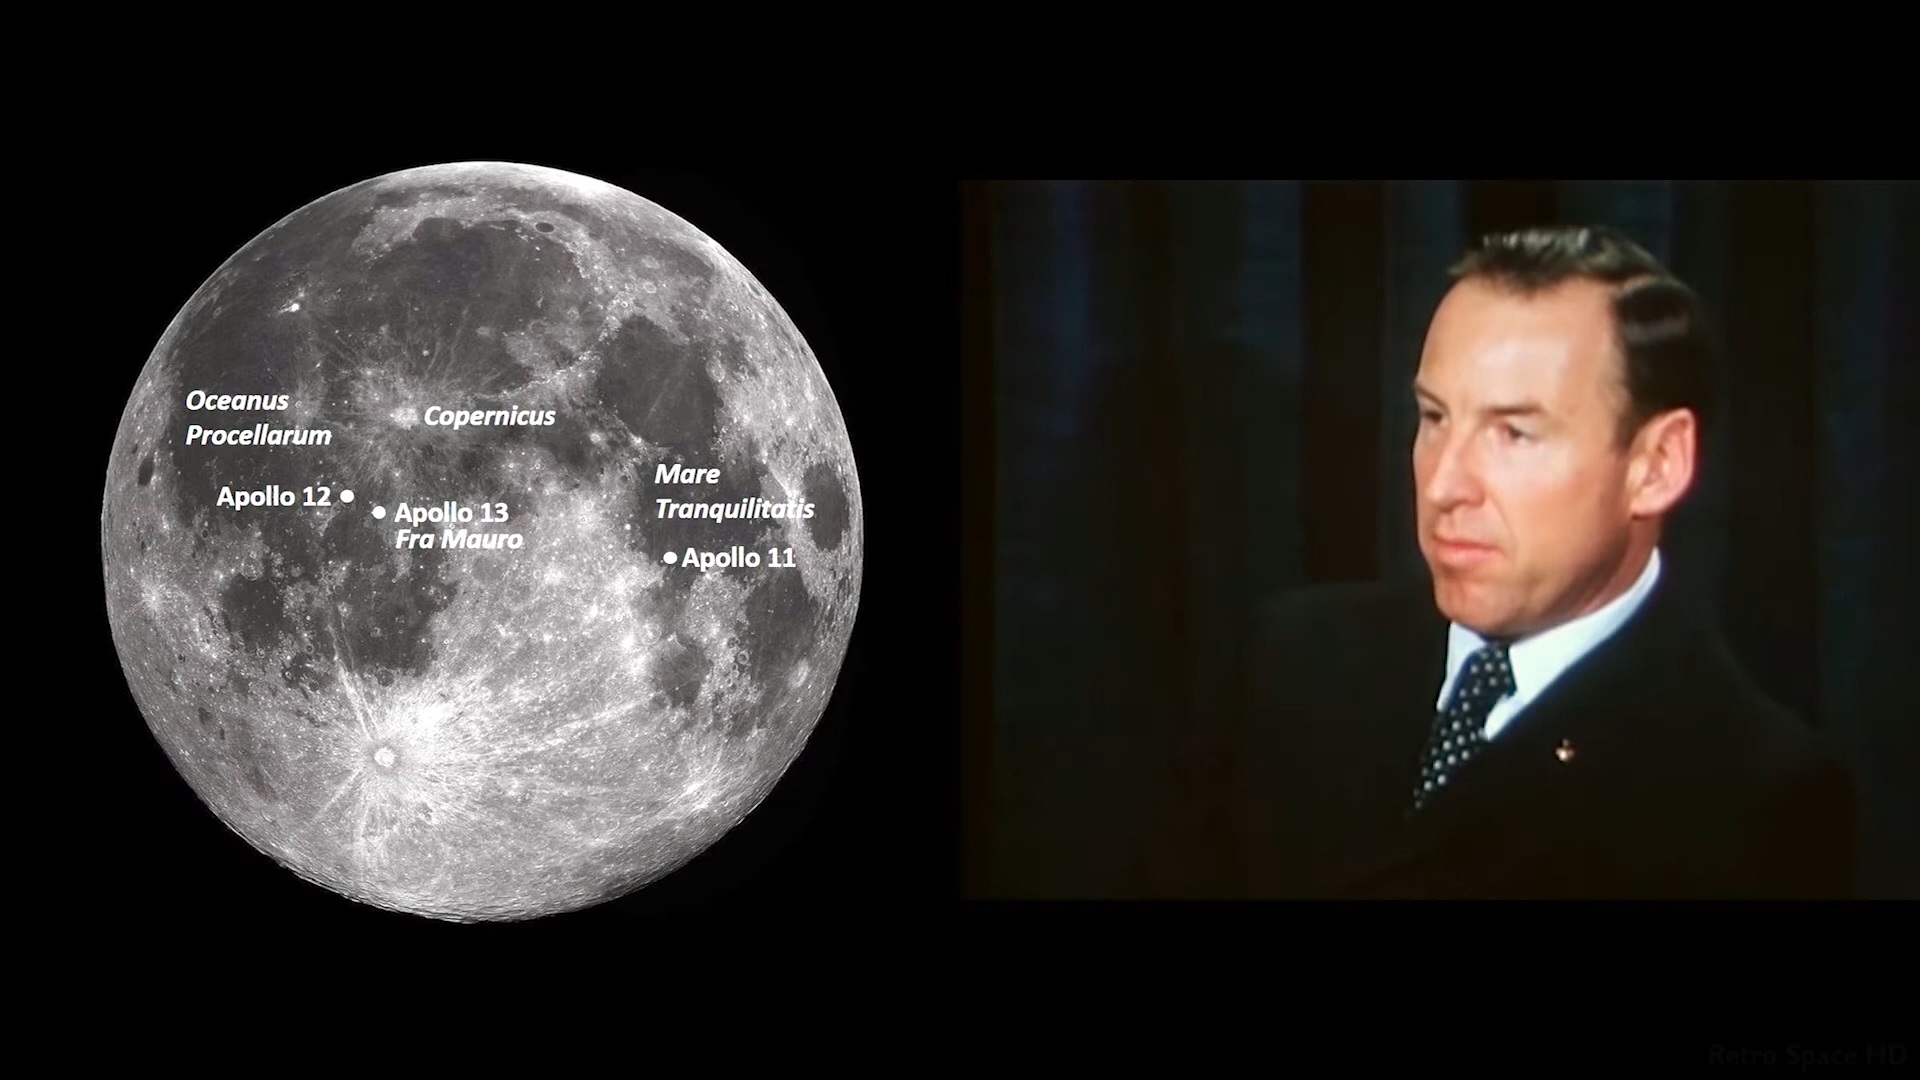 Oceanus
Procellarum
Copernicus
Mare
Tranquilitatis
Apollo 12
Apollo 13
Fra Mauro
Apollo 11
Retro Space HD